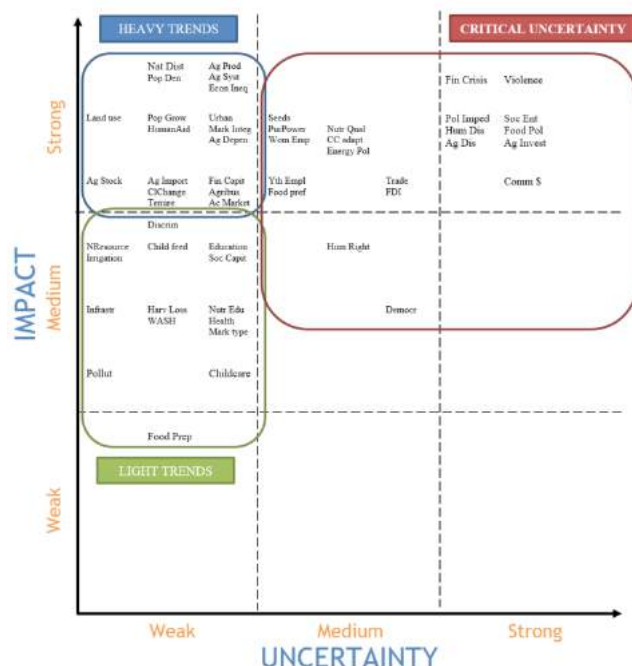 HEAVY TRENDS
CRITICAL UNCERTAINTY
Nat Dist
Pop Den
Ag Prod
Ag Syst
Econ Ineq
Fin Crisis
Violence
Land use
Pop Grow
HumanAid
Urban
Mark Integ
Ag Depen
Seeds
PurPower
Wom Emp
Nutr Qual
CC adapt
Energy Pol
Pol Imped
Hum Dis
Ag Dis
Soc Ent
Food Pol
Ag Invest
Ag Stock
Ag Import
ClChange
Fin Capit
Agribus
Ac Market
Yth Empl
Food pref
Trade
FDI
Comm $
Discrim
NResource
Irrigation
Child feed
Education
Soc Capit
Hum Right
Infrastr
Harv Loss
WASH
Nutr Edu
Health
Mark type
Democr
Pollut
Childcare
Food Prep
LIGHT TRENDS
Strong
Medium
Weak
IMPACT
Weak
Medium
Strong
UNCERTAINTY